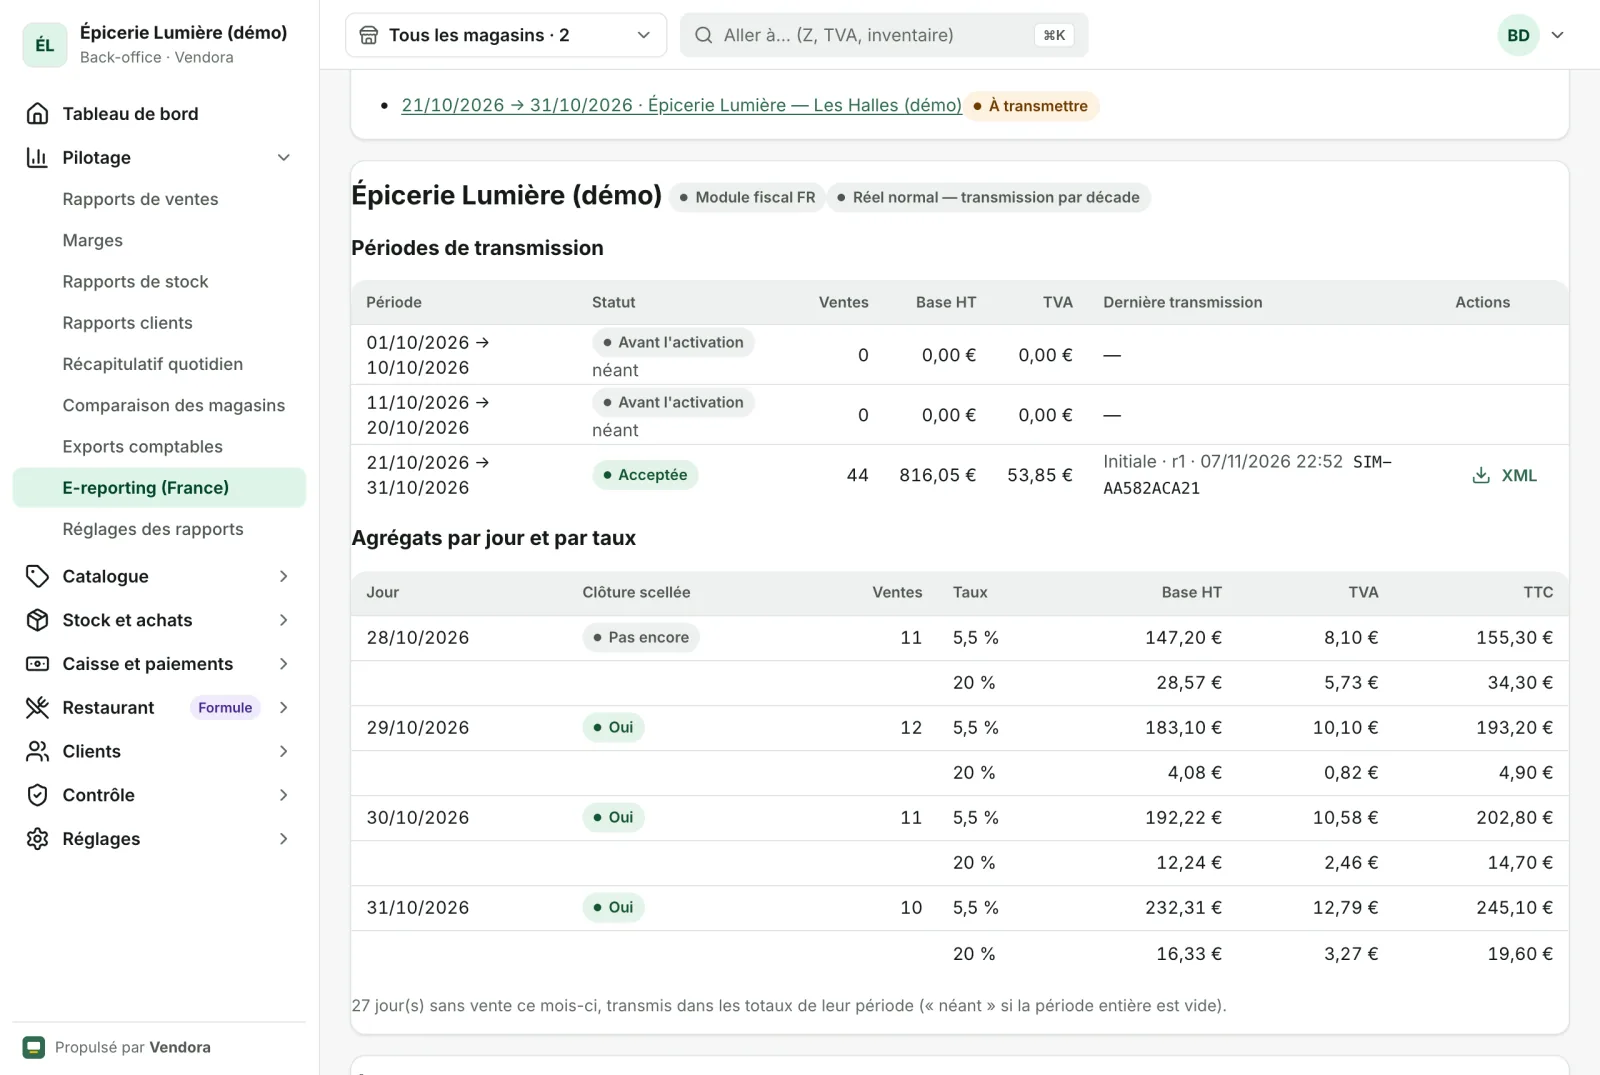 ÉL
Épicerie Lumière (démo)
Back-office · Vendora
Tableau de bord
Pilotage
Rapports de ventes
Marges
Rapports de stock
Rapports clients
Récapitulatif quotidien
Comparaison des magasins
Exports comptables
E-reporting (France)
Réglages des rapports
Catalogue
Stock et achats
Caisse et paiements
Restaurant Formule
Clients
Contrôle
Réglages
Propulsé par Vendora
Tous les magasins · 2
Aller à... (Z, TVA, inventaire) ⌘K
BD
• 21/10/2026 → 31/10/2026 · Épicerie Lumière — Les Halles (démo) À transmettre
Épicerie Lumière (démo) Module fiscal FR Réel normal — transmission par décade
Périodes de transmission
Période Statut Ventes Base HT TVA Dernière transmission Actions
01/10/2026 → 10/10/2026 Avant l'activation néant 0 0,00 € 0,00 € —
11/10/2026 → 20/10/2026 Avant l'activation néant 0 0,00 € 0,00 € —
21/10/2026 → 31/10/2026 Acceptée 44 816,05 € 53,85 € Initiale · r1 · 07/11/2026 22:52 SIM-AA582ACA21 XML
Agrégats par jour et par taux
Jour Clôture scellée Ventes Taux Base HT TVA TTC
28/10/2026 Pas encore 11 5,5 % 147,20 € 8,10 € 155,30 €
20 % 28,57 € 5,73 € 34,30 €
29/10/2026 Oui 12 5,5 % 183,10 € 10,10 € 193,20 €
20 % 4,08 € 0,82 € 4,90 €
30/10/2026 Oui 11 5,5 % 192,22 € 10,58 € 202,80 €
20 % 12,24 € 2,46 € 14,70 €
31/10/2026 Oui 10 5,5 % 232,31 € 12,79 € 245,10 €
20 % 16,33 € 3,27 € 19,60 €
27 jour(s) sans vente ce mois-ci, transmis dans les totaux de leur période (« néant » si la période entière est vide).